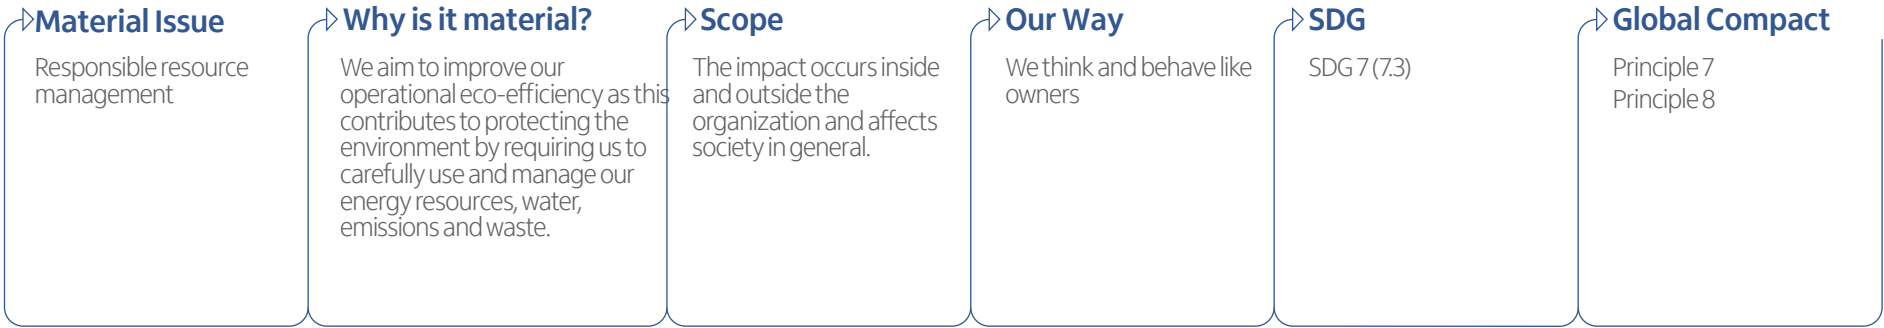 Material Issue
Responsible resource
management
Why is it material?
We aim to improve our
operational eco-efficiency as this
contributes to protecting the
environment by requiring us to
carefully use and manage our
energy resources, water,
emissions and waste.
Scope
The impact occurs inside
and outside the
organization and affects
society in general.
Our Way
We think and behave like
owners
SDG
SDG 7 (7.3)
Global Compact
Principle 7
Principle 8